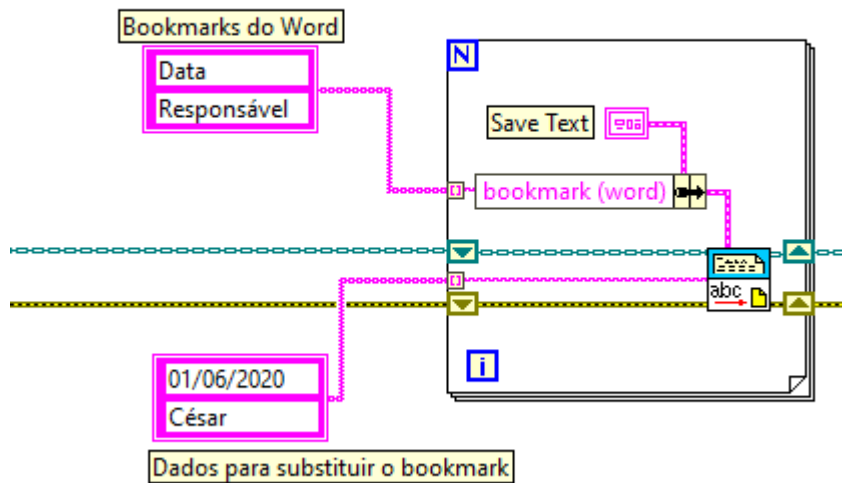 Bookmarks do Word
Data
Responsável
N
Save Text
bookmark (word)
abc
i
01/06/2020
César
Dados para substituir o bookmark